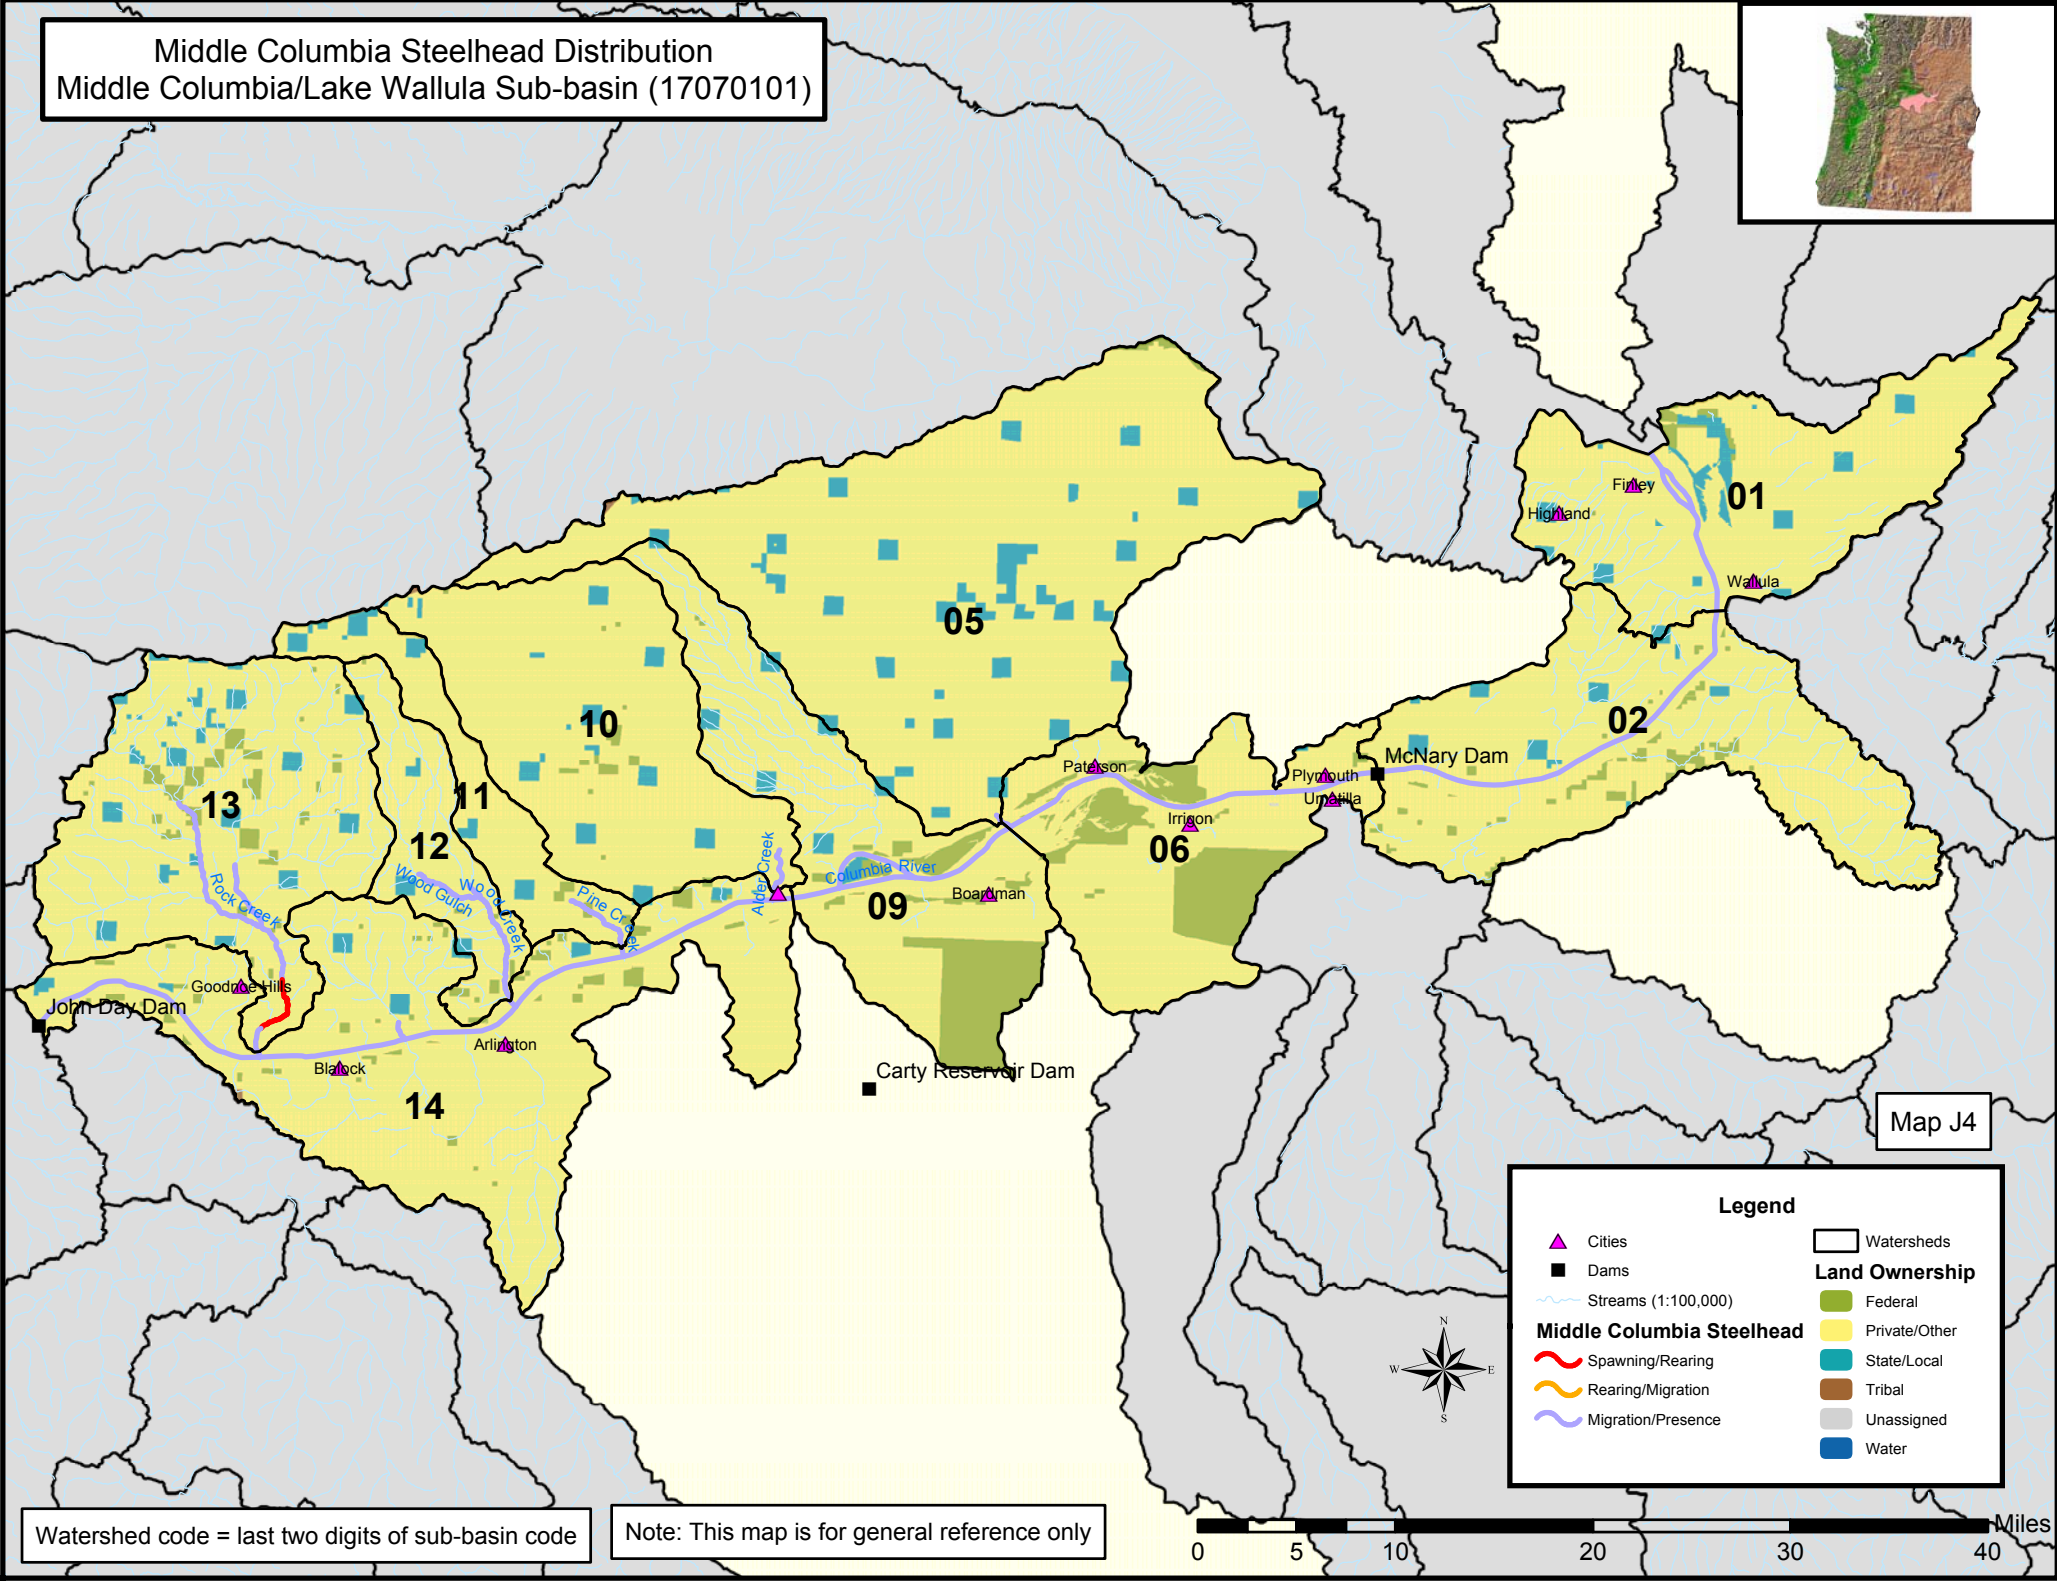 Middle Columbia Steelhead Distribution
Middle Columbia/Lake Wallula Sub-basin (17070101)
Finley
01
Highland
Wallula
05
10
02
McNary Dam
Paterson
Plymouth
Umatilla
13
11
Irrigon
12
06
Alder Creek
Columbia River
Rock Creek
Wood Gulch
Wood Creek
Pine Creek
09
Boardman
Goodnoe Hills
John Day Dam
Arlington
Blalock
Carty Reservoir Dam
14
Map J4
Legend
Cities
Dams
Streams (1:100,000)
Middle Columbia Steelhead
Spawning/Rearing
Rearing/Migration
Migration/Presence
Watersheds
Land Ownership
Federal
Private/Other
State/Local
Tribal
Unassigned
Water
N
W
E
S
Watershed code = last two digits of sub-basin code
Note: This map is for general reference only
Miles
0 5 10 20 30 40